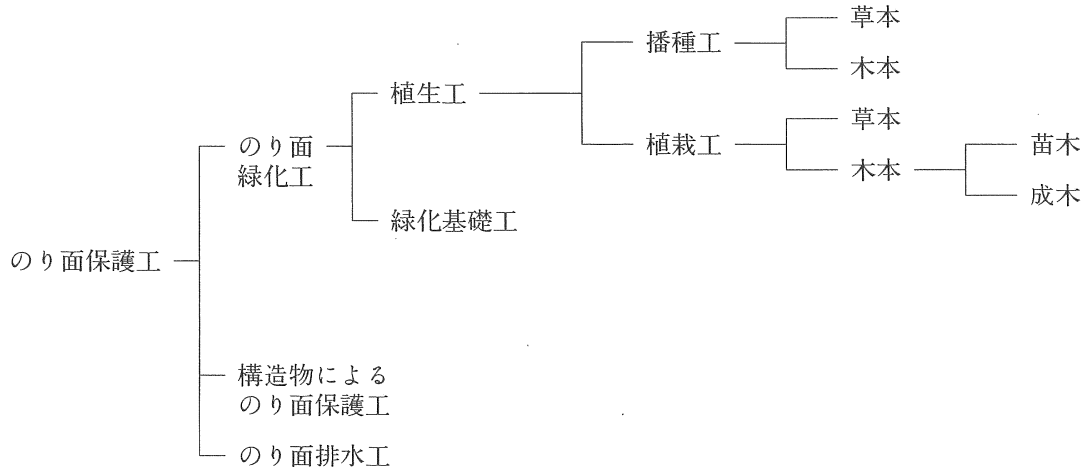 草本
播種工
木本
植生工
草本
のり面
緑化工
植栽工
苗木
木本
成木
緑化基礎工
のり面保護工
構造物による
のり面保護工
のり面排水工